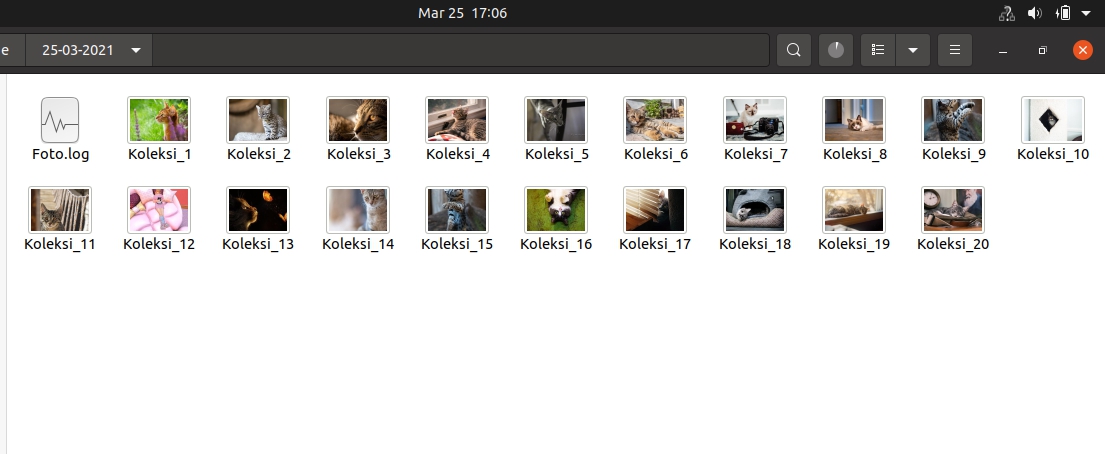 Mar 25 17:06
e
25-03-2021
Foto.log
Koleksi_1
Koleksi_2
Koleksi_3
Koleksi_4
Koleksi_5
Koleksi_6
Koleksi_7
Koleksi_8
Koleksi_9
Koleksi_10
Koleksi_11
Koleksi_12
Koleksi_13
Koleksi_14
Koleksi_15
Koleksi_16
Koleksi_17
Koleksi_18
Koleksi_19
Koleksi_20